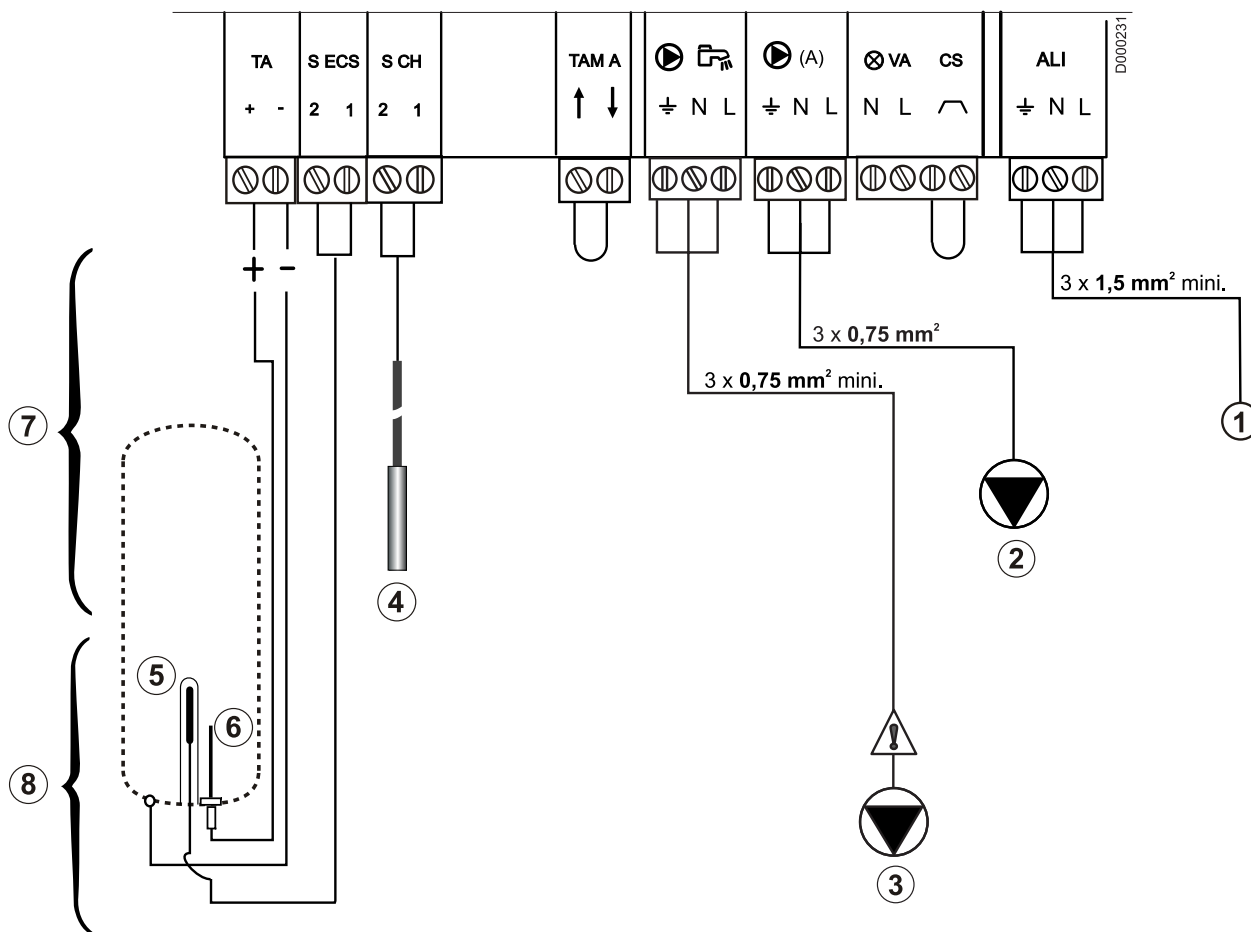 TA
S ECS
S CH
TAM A
(A)
VA CS
ALI
D000231
+ -
2 1
2 1
N L
N L
N L
N L
+ -
3 x 1,5 mm² mini.
3 x 0,75 mm²
3 x 0,75 mm² mini.
1
2
3
4
5
6
7
8
!